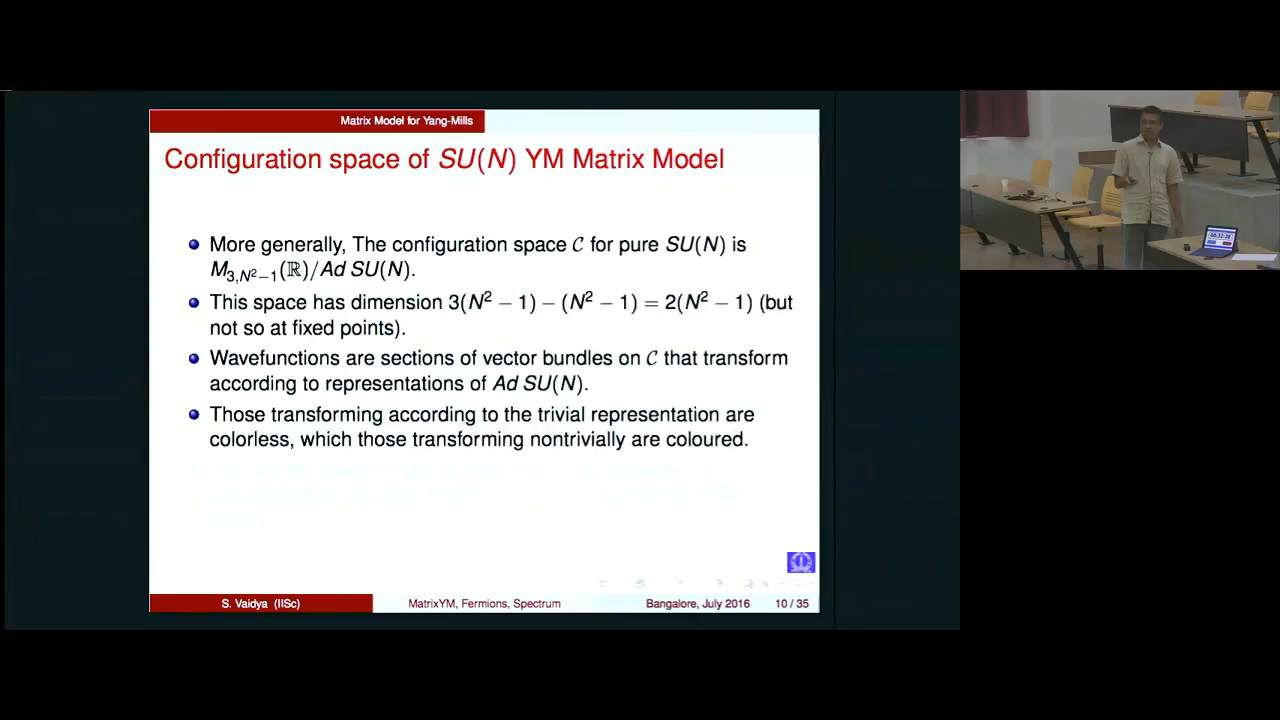 Matrix Model for Yang-Mills
Configuration space of SU(N) YM Matrix Model
More generally, The configuration space C for pure SU(N) is
M₃,N²−1(ℝ)/Ad SU(N).
This space has dimension 3(N² − 1) − (N² − 1) = 2(N² − 1) (but
not so at fixed points).
Wavefunctions are sections of vector bundles on C that transform
according to representations of Ad SU(N).
Those transforming according to the trivial representation are
colorless, which those transforming nontrivially are coloured.
S. Vaidya (IISc)
MatrixYM, Fermions, Spectrum
Bangalore, July 2016
10 / 35